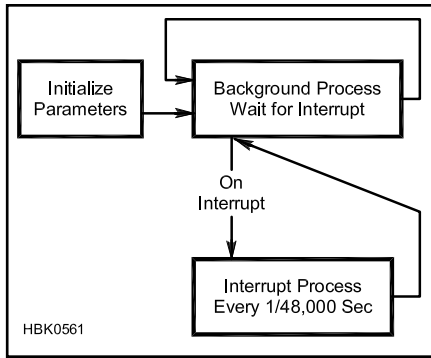 Initialize
Parameters
Background Process
Wait for Interrupt
On
Interrupt
Interrupt Process
Every 1/48,000 Sec
HBK0561